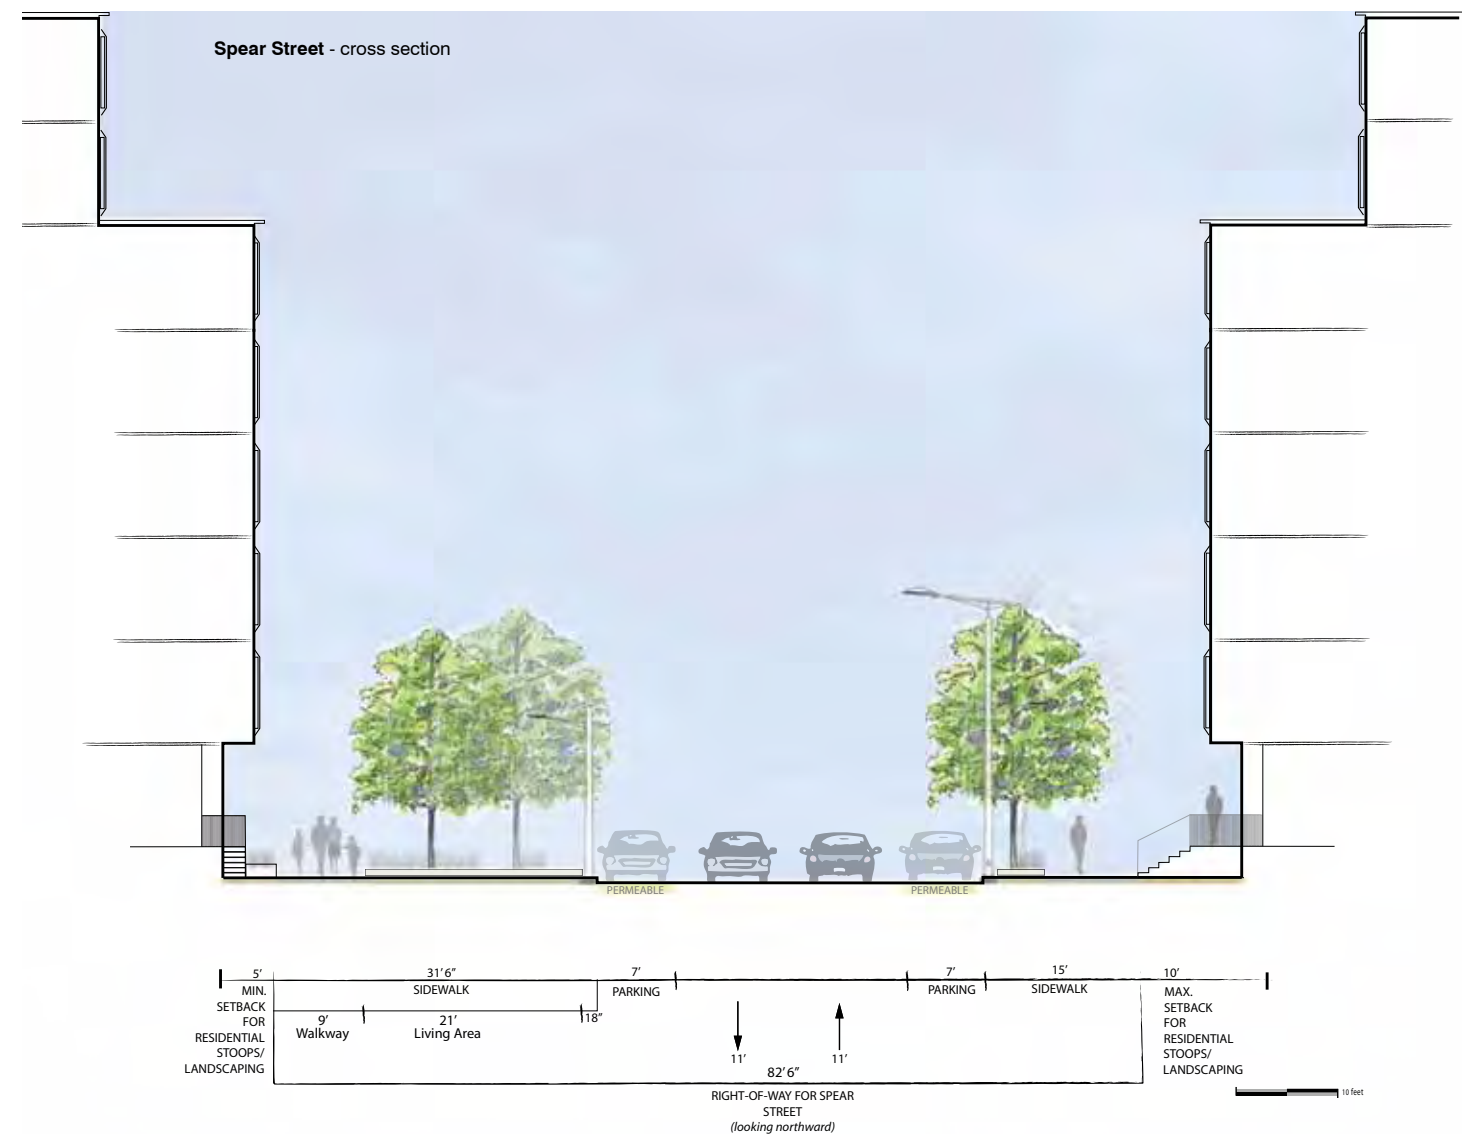 Spear Street - cross section
PERMEABLE
PERMEABLE
5’
31’ 6”
7’
7’
15’
10’
MIN.
SETBACK
FOR
RESIDENTIAL
STOOPS/
LANDSCAPING
SIDEWALK
PARKING
PARKING
SIDEWALK
MAX.
SETBACK
FOR
RESIDENTIAL
STOOPS/
LANDSCAPING
9’
Walkway
21’
Living Area
18”
11’
11’
82’ 6”
RIGHT-OF-WAY FOR SPEAR
STREET
(looking northward)
10 feet